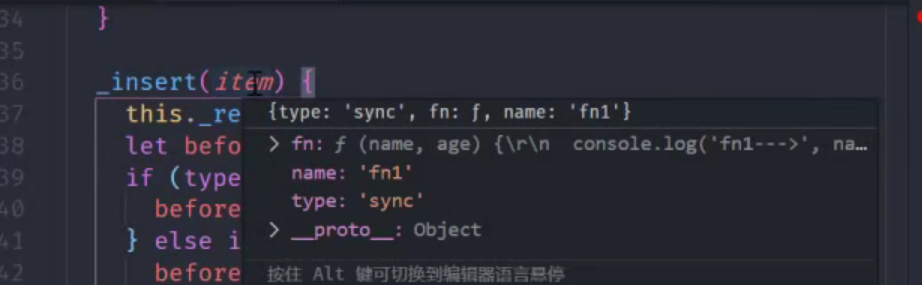 34 }
35
36 _insert(item) {
37 this._re
{type: 'sync', fn: ƒ, name: 'fn1'}
38 let befo
> fn: ƒ (name, age) {\r\n console.log('fn1--->', na…
39 if (type
name: 'fn1'
40 before
type: 'sync'
41 } else i
> __proto__: Object
42 before
按住 Alt 键可切换到编辑器语言悬停